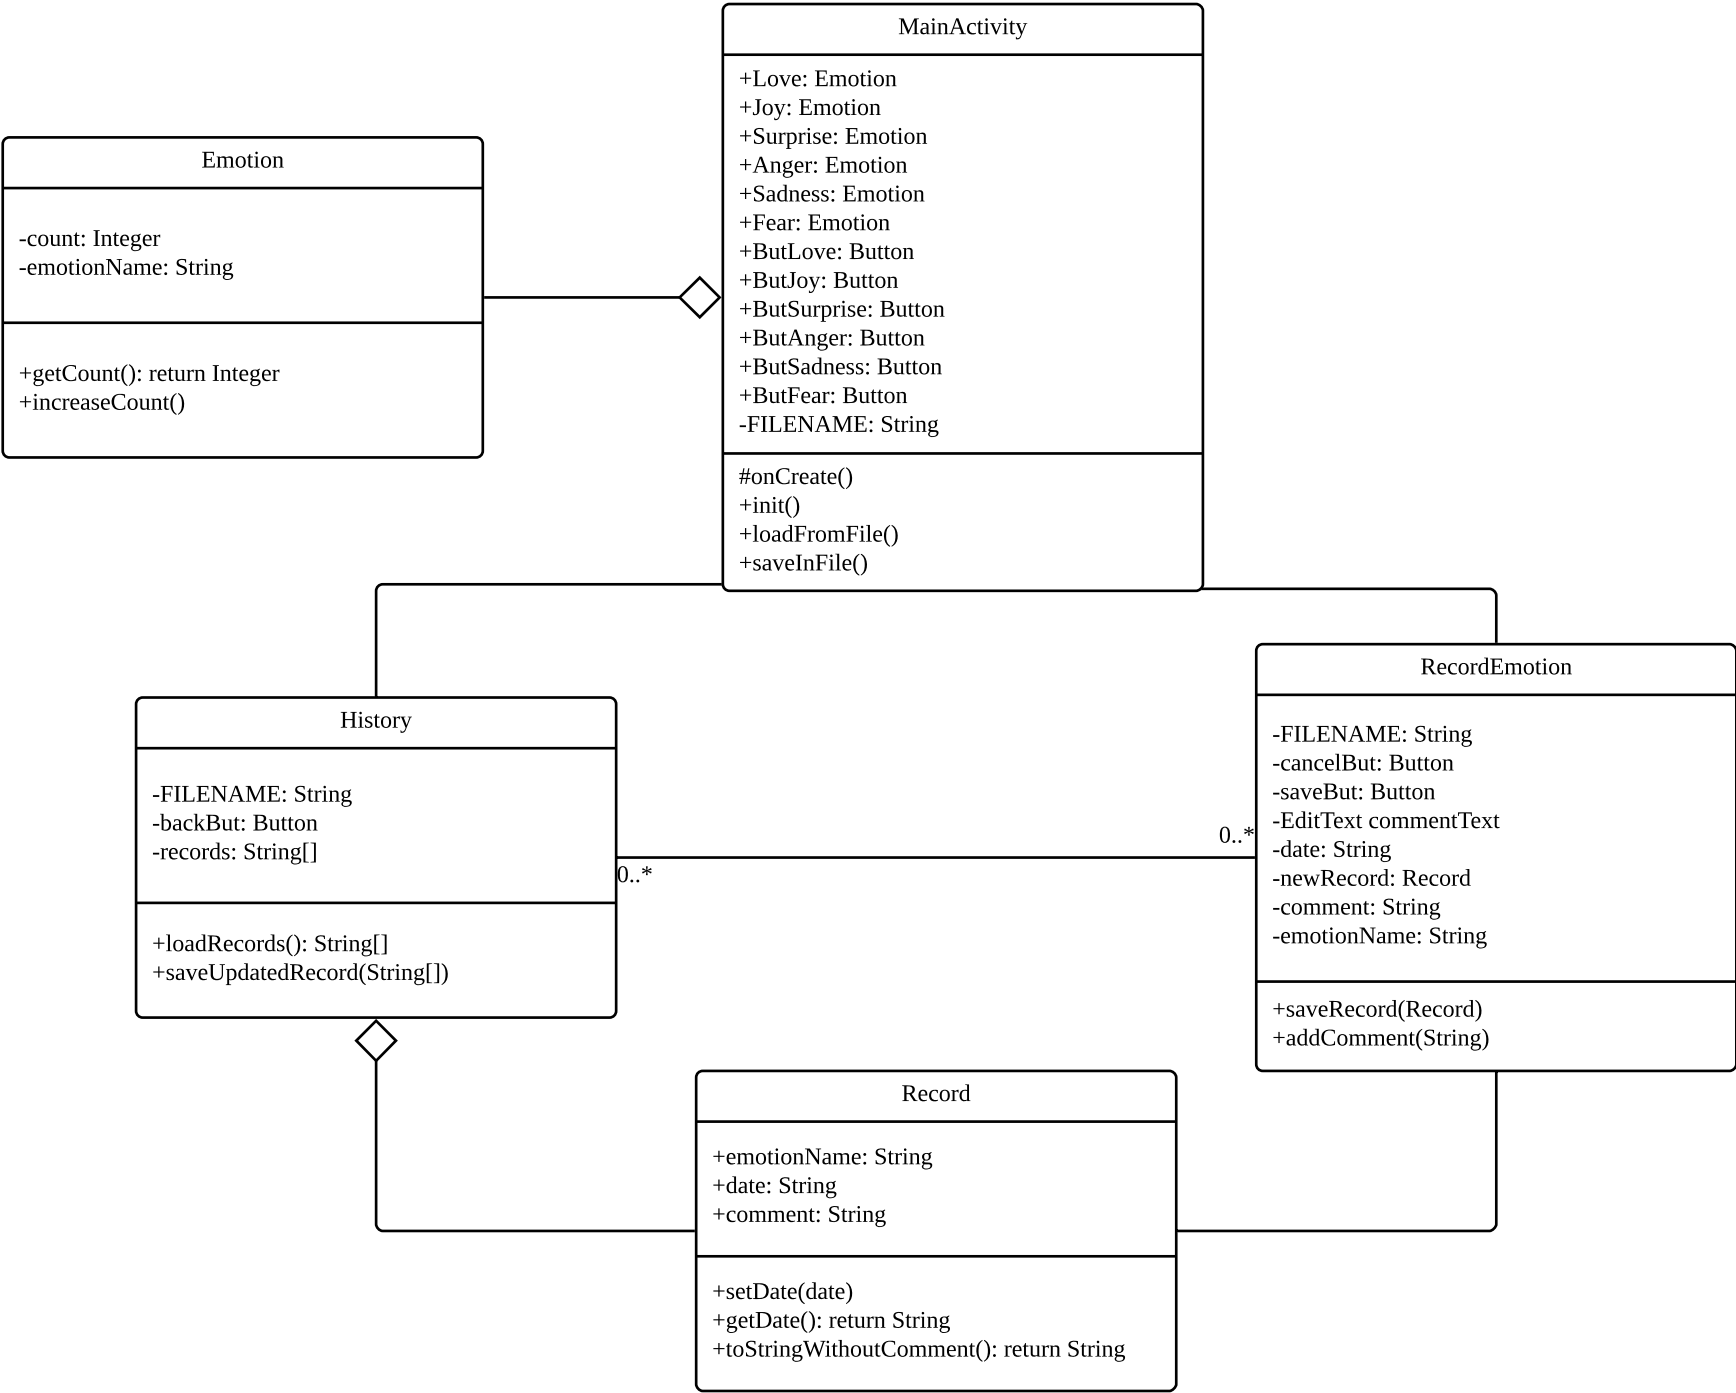 MainActivity
+Love: Emotion
+Joy: Emotion
+Surprise: Emotion
+Anger: Emotion
+Sadness: Emotion
+Fear: Emotion
+ButLove: Button
+ButJoy: Button
+ButSurprise: Button
+ButAnger: Button
+ButSadness: Button
+ButFear: Button
-FILENAME: String
#onCreate()
+init()
+loadFromFile()
+saveInFile()
Emotion
-count: Integer
-emotionName: String
+getCount(): return Integer
+increaseCount()
History
-FILENAME: String
-backBut: Button
-records: String[]
+loadRecords(): String[]
+saveUpdatedRecord(String[])
0..*
0..*
RecordEmotion
-FILENAME: String
-cancelBut: Button
-saveBut: Button
-EditText commentText
-date: String
-newRecord: Record
-comment: String
-emotionName: String
+saveRecord(Record)
+addComment(String)
Record
+emotionName: String
+date: String
+comment: String
+setDate(date)
+getDate(): return String
+toStringWithoutComment(): return String